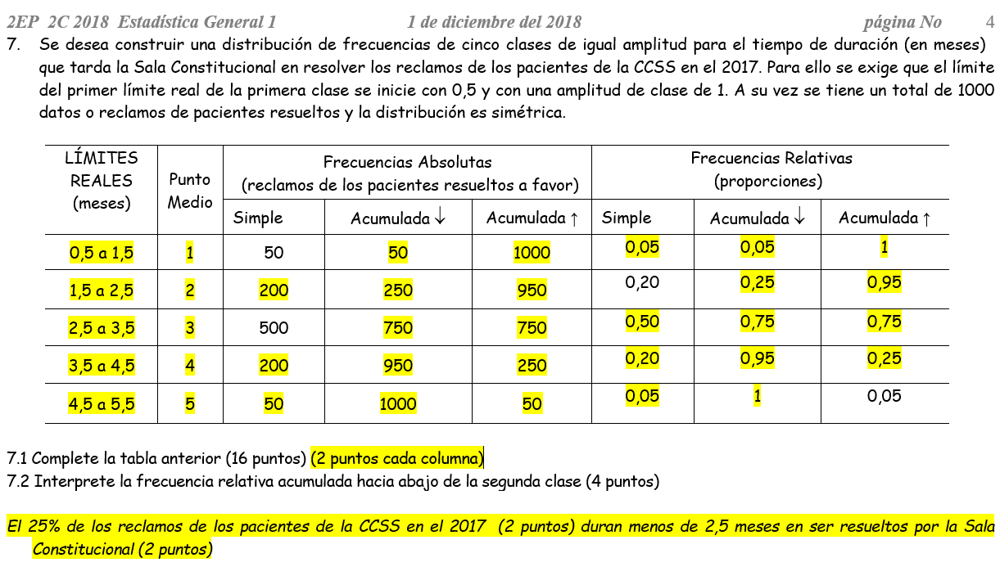 2EP 2C 2018 Estadística General 1 1 de diciembre del 2018 página No 4
7. Se desea construir una distribución de frecuencias de cinco clases de igual amplitud para el tiempo de duración (en meses)
que tarda la Sala Constitucional en resolver los reclamos de los pacientes de la CCSS en el 2017. Para ello se exige que el límite
del primer límite real de la primera clase se inicie con 0,5 y con una amplitud de clase de 1. A su vez se tiene un total de 1000
datos o reclamos de pacientes resueltos y la distribución es simétrica.
LÍMITES
REALES
(meses)
Punto
Medio
Frecuencias Absolutas
(reclamos de los pacientes resueltos a favor)
Frecuencias Relativas
(proporciones)
Simple Acumulada ↓ Acumulada ↑ Simple Acumulada ↓ Acumulada ↑
0,5 a 1,5 1 50 50 1000 0,05 0,05 1
1,5 a 2,5 2 200 250 950 0,20 0,25 0,95
2,5 a 3,5 3 500 750 750 0,50 0,75 0,75
3,5 a 4,5 4 200 950 250 0,20 0,95 0,25
4,5 a 5,5 5 50 1000 50 0,05 1 0,05
7.1 Complete la tabla anterior (16 puntos) (2 puntos cada columna)
7.2 Interprete la frecuencia relativa acumulada hacia abajo de la segunda clase (4 puntos)
El 25% de los reclamos de los pacientes de la CCSS en el 2017 (2 puntos) duran menos de 2,5 meses en ser resueltos por la Sala
Constitucional (2 puntos)